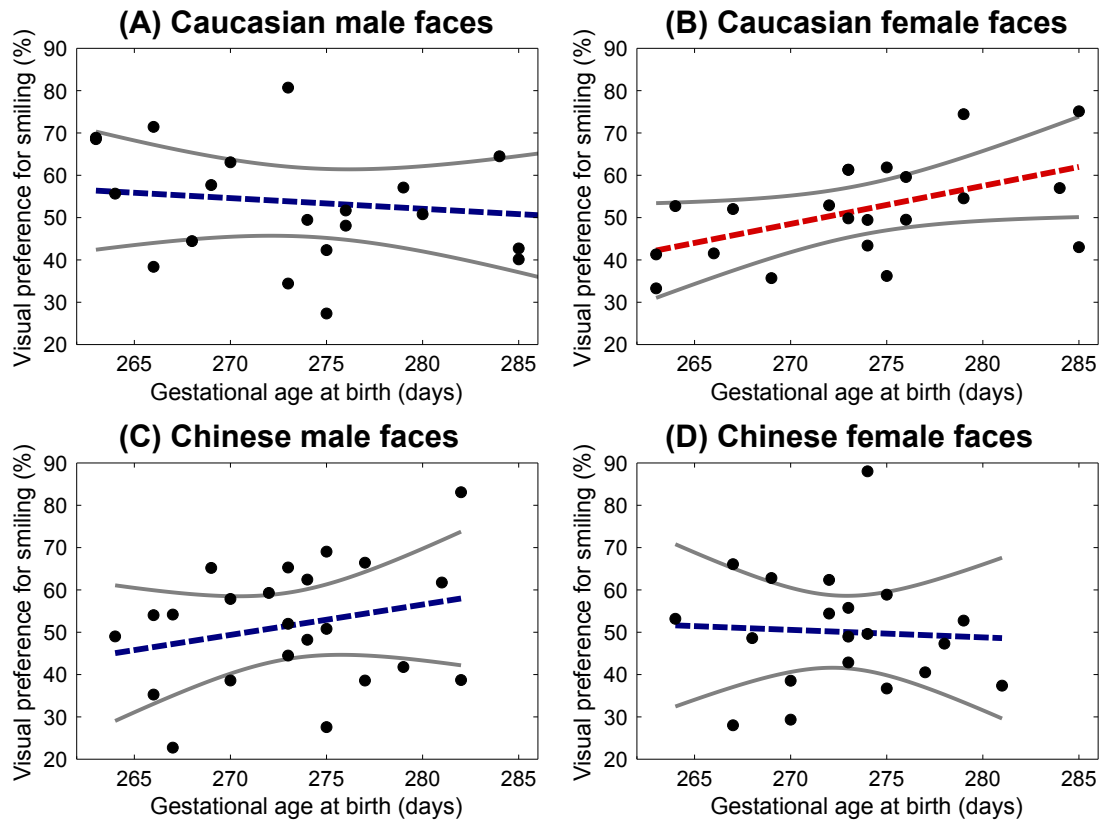 (A) Caucasian male faces
Visual preference for smiling (%)
90
80
70
60
50
40
30
20
265 270 275 280 285
Gestational age at birth (days)
(B) Caucasian female faces
Visual preference for smiling (%)
90
80
70
60
50
40
30
20
265 270 275 280 285
Gestational age at birth (days)
(C) Chinese male faces
Visual preference for smiling (%)
90
80
70
60
50
40
30
20
265 270 275 280 285
Gestational age at birth (days)
(D) Chinese female faces
Visual preference for smiling (%)
90
80
70
60
50
40
30
20
265 270 275 280 285
Gestational age at birth (days)